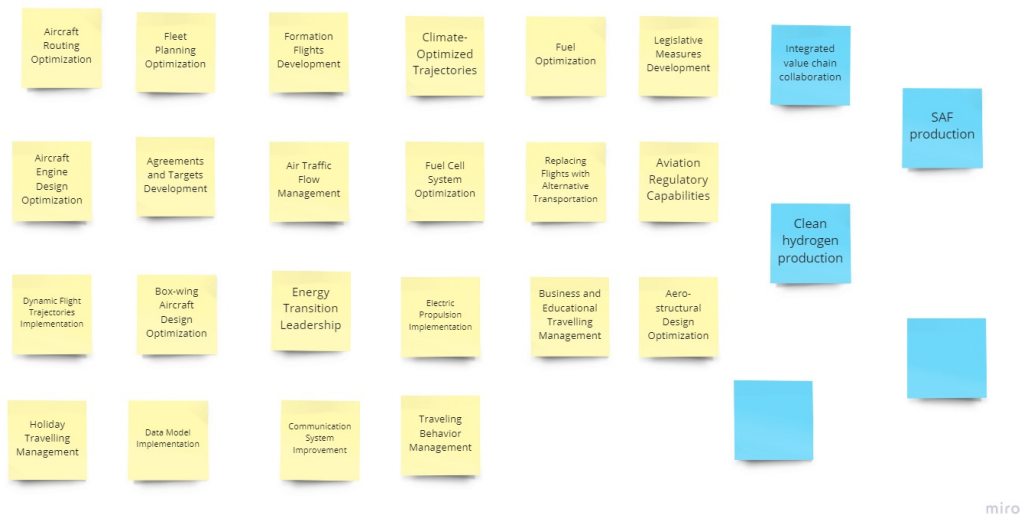 Aircraft
Routing
Optimization
Fleet
Planning
Optimization
Formation
Flights
Development
Climate-
Optimized
Trajectories
Fuel
Optimization
Legislative
Measures
Development
Integrated
value chain
collaboration
SAF
production
Aircraft
Engine
Design
Optimization
Agreements
and Targets
Development
Air Traffic
Flow
Management
Fuel Cell
System
Optimization
Replacing
Flights with
Alternative
Transportation
Aviation
Regulatory
Capabilities
Clean
hydrogen
production
Dynamic Flight
Trajectories
Implementation
Box-wing
Aircraft
Design
Optimization
Energy
Transition
Leadership
Electric
Propulsion
Implementation
Business and
Educational
Travelling
Management
Aero-
structural
Design
Optimization
Holiday
Travelling
Management
Data Model
Implementation
Communication
System
Improvement
Traveling
Behavior
Management
miro